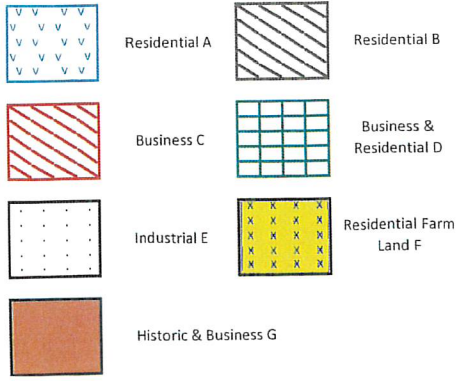 Residential A
Residential B
Business C
Business &
Residential D
Industrial E
Residential Farm
Land F
Historic & Business G